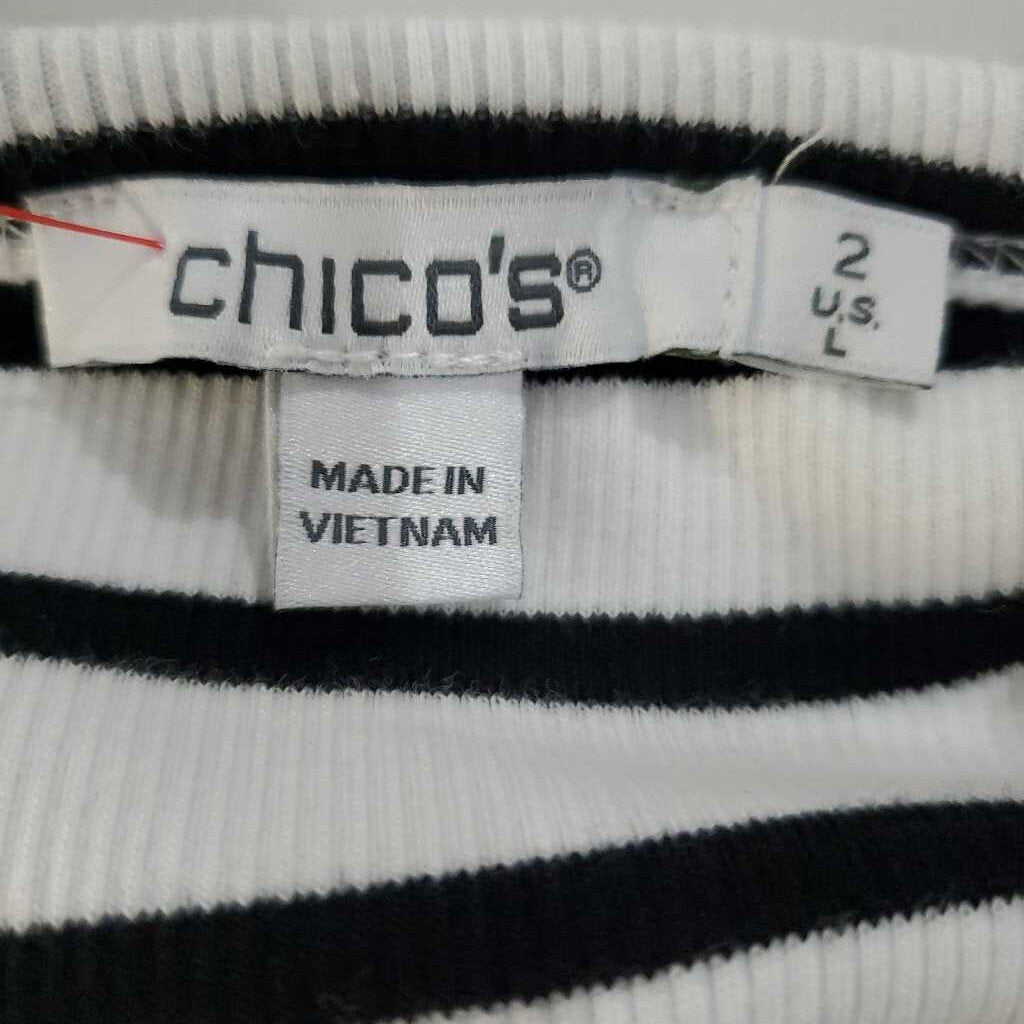 chico's®
2
U.S.
L
MADE IN
VIETNAM